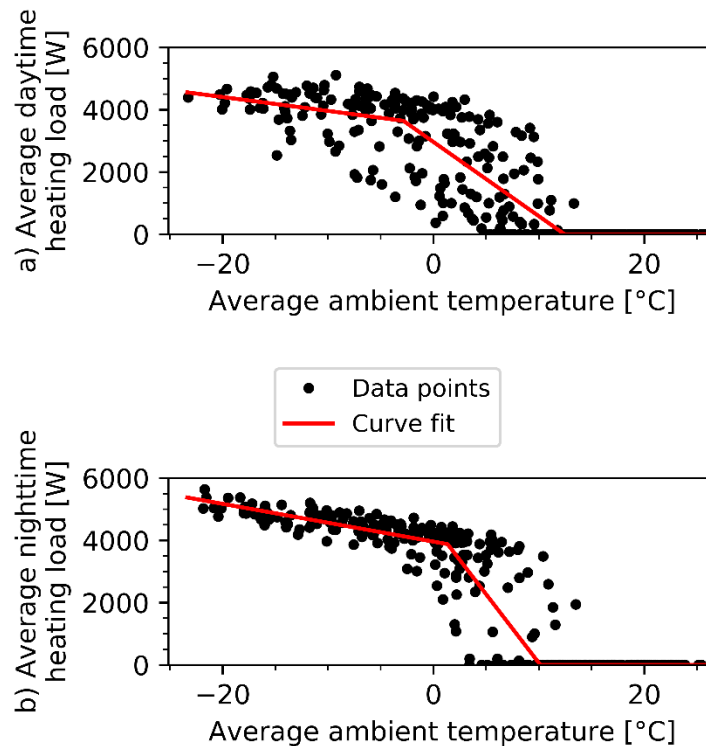 a) Average daytime
heating load [W]
6000
4000
2000
0
−20
0
20
Average ambient temperature [°C]
Data points
Curve fit
b) Average nighttime
heating load [W]
6000
4000
2000
0
−20
0
20
Average ambient temperature [°C]